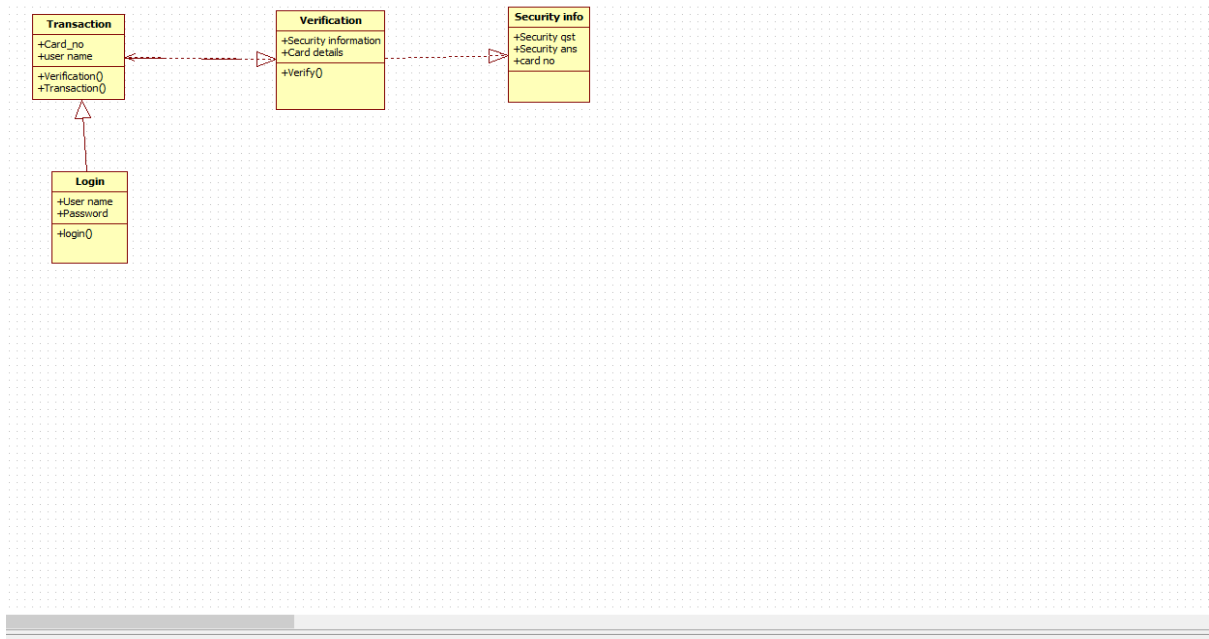 Transaction
+Card_no
+user name
+Verification()
+Transaction()
Verification
+Security information
+Card details
+Verify()
Security info
+Security qst
+Security ans
+card no
Login
+User name
+Password
+login()